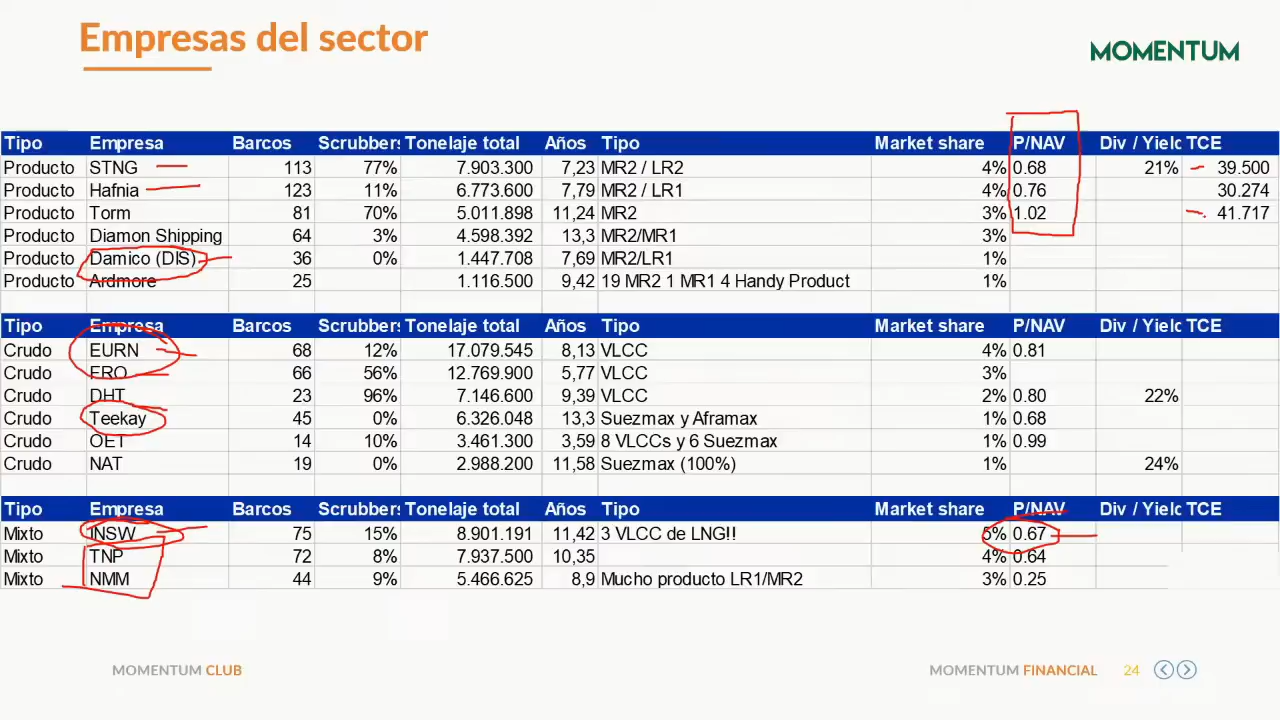 Empresas del sector
MOMENTUM
Tipo Empresa Barcos Scrubbers Tonelaje total Años Tipo Market share P/NAV Div / Yield TCE
Producto STNG 113 77% 7.903.300 7,23 MR2 / LR2 4% 0.68 21% 39.500
Producto Hafnia 123 11% 6.773.600 7,79 MR2 / LR1 4% 0.76 30.274
Producto Torm 81 70% 5.011.898 11,24 MR2 3% 1.02 41.717
Producto Diamon Shipping 64 3% 4.598.392 13,3 MR2/MR1 3%
Producto Damico (DIS) 36 0% 1.447.708 7,69 MR2/LR1 1%
Producto Ardmore 25 1.116.500 9,42 19 MR2 1 MR1 4 Handy Product 1%
Tipo Empresa Barcos Scrubbers Tonelaje total Años Tipo Market share P/NAV Div / Yield TCE
Crudo EURN 68 12% 17.079.545 8,13 VLCC 4% 0.81
Crudo FRO 66 56% 12.769.900 5,77 VLCC 3%
Crudo DHT 23 96% 7.146.600 9,39 VLCC 2% 0.80 22%
Crudo Teekay 45 0% 6.326.048 13,3 Suezmax y Aframax 1% 0.68
Crudo OET 14 10% 3.461.300 3,59 8 VLCCs y 6 Suezmax 1% 0.99
Crudo NAT 19 0% 2.988.200 11,58 Suezmax (100%) 1% 24%
Tipo Empresa Barcos Scrubbers Tonelaje total Años Tipo Market share P/NAV Div / Yield TCE
Mixto INSW 75 15% 8.901.191 11,42 3 VLCC de LNG!! 5% 0.67
Mixto TNP 72 8% 7.937.500 10,35 4% 0.64
Mixto NMM 44 9% 5.466.625 8,9 Mucho producto LR1/MR2 3% 0.25
MOMENTUM CLUB
MOMENTUM FINANCIAL 24